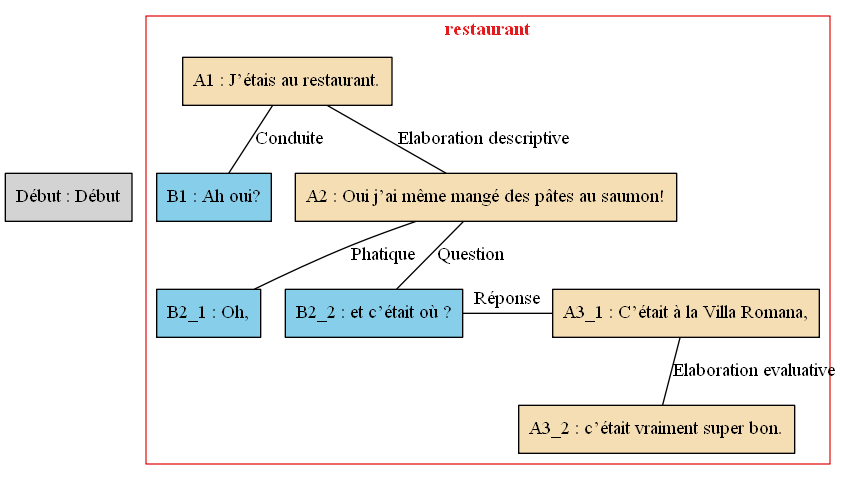 restaurant
A1 : J’étais au restaurant.
Conduite
Elaboration descriptive
Début : Début
B1 : Ah oui?
A2 : Oui j’ai même mangé des pâtes au saumon!
Phatique
Question
B2_1 : Oh,
B2_2 : et c’était où ?
Réponse
A3_1 : C’était à la Villa Romana,
Elaboration evaluative
A3_2 : c’était vraiment super bon.